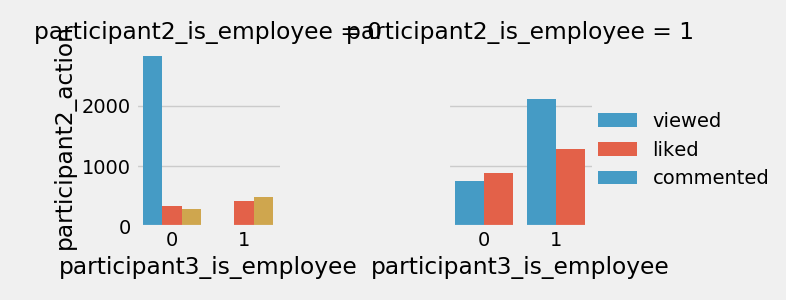 participant2_is_employee = 0
participant2_is_employee = 1
participant2_action
2000
1000
0
viewed
liked
commented
0
1
0
1
participant3_is_employee
participant3_is_employee